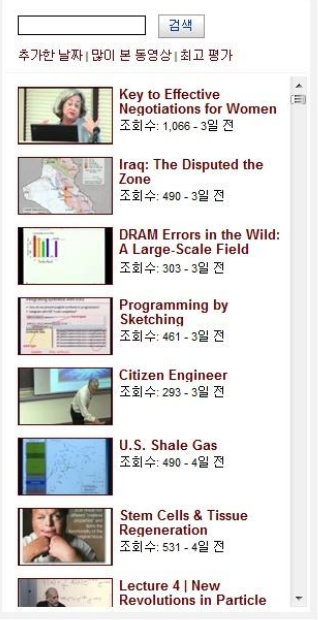 검색
추가한 날짜 | 많이 본 동영상 | 최고 평가
Key to Effective
Negotiations for Women
조회수: 1,066 - 3일 전
Iraq: The Disputed the
Zone
조회수: 490 - 3일 전
DRAM Errors in the Wild:
A Large-Scale Field
조회수: 303 - 3일 전
Programming by
Sketching
조회수: 461 - 3일 전
Citizen Engineer
조회수: 293 - 3일 전
U.S. Shale Gas
조회수: 490 - 4일 전
Stem Cells & Tissue
Regeneration
조회수: 531 - 4일 전
Lecture 4 | New
Revolutions in Particle